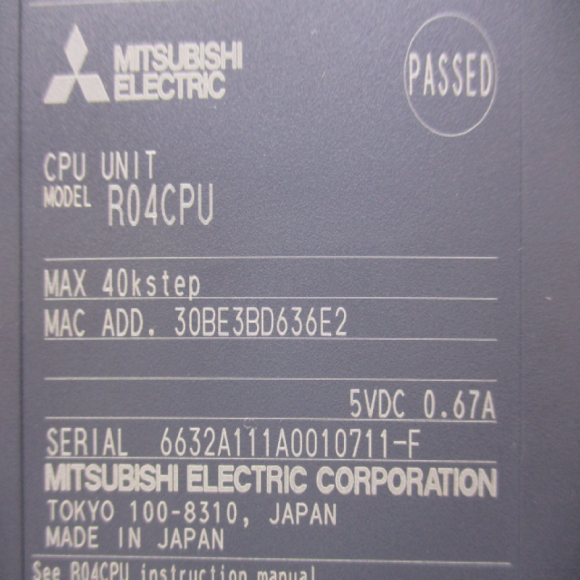 MITSUBISHI
ELECTRIC
PASSED
CPU UNIT
MODEL R04CPU
MAX 40kstep
MAC ADD. 30BE3BD636E2
5VDC 0.67A
SERIAL 6632A111A0010711-F
MITSUBISHI ELECTRIC CORPORATION
TOKYO 100-8310, JAPAN
MADE IN JAPAN
See R04CPU instruction manual